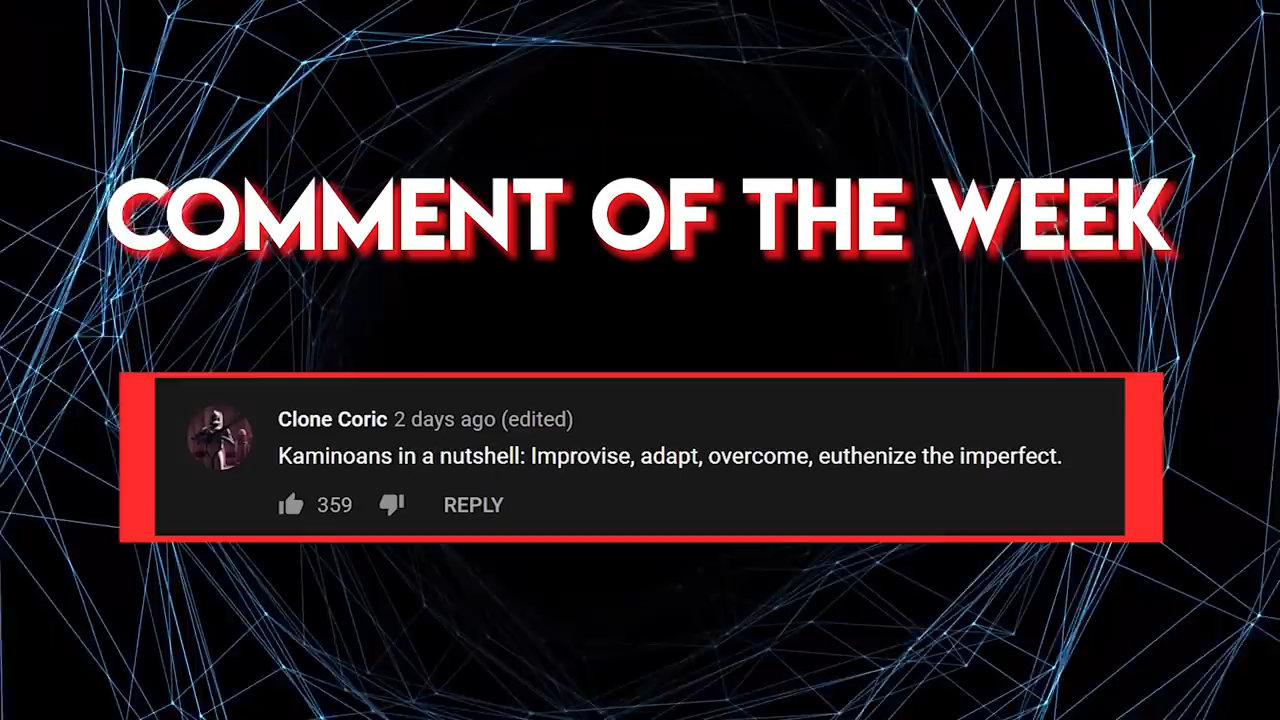 COMMENT OF THE WEEK
Clone Coric 2 days ago (edited)
Kaminoans in a nutshell: Improvise, adapt, overcome, euthenize the imperfect.
359 REPLY